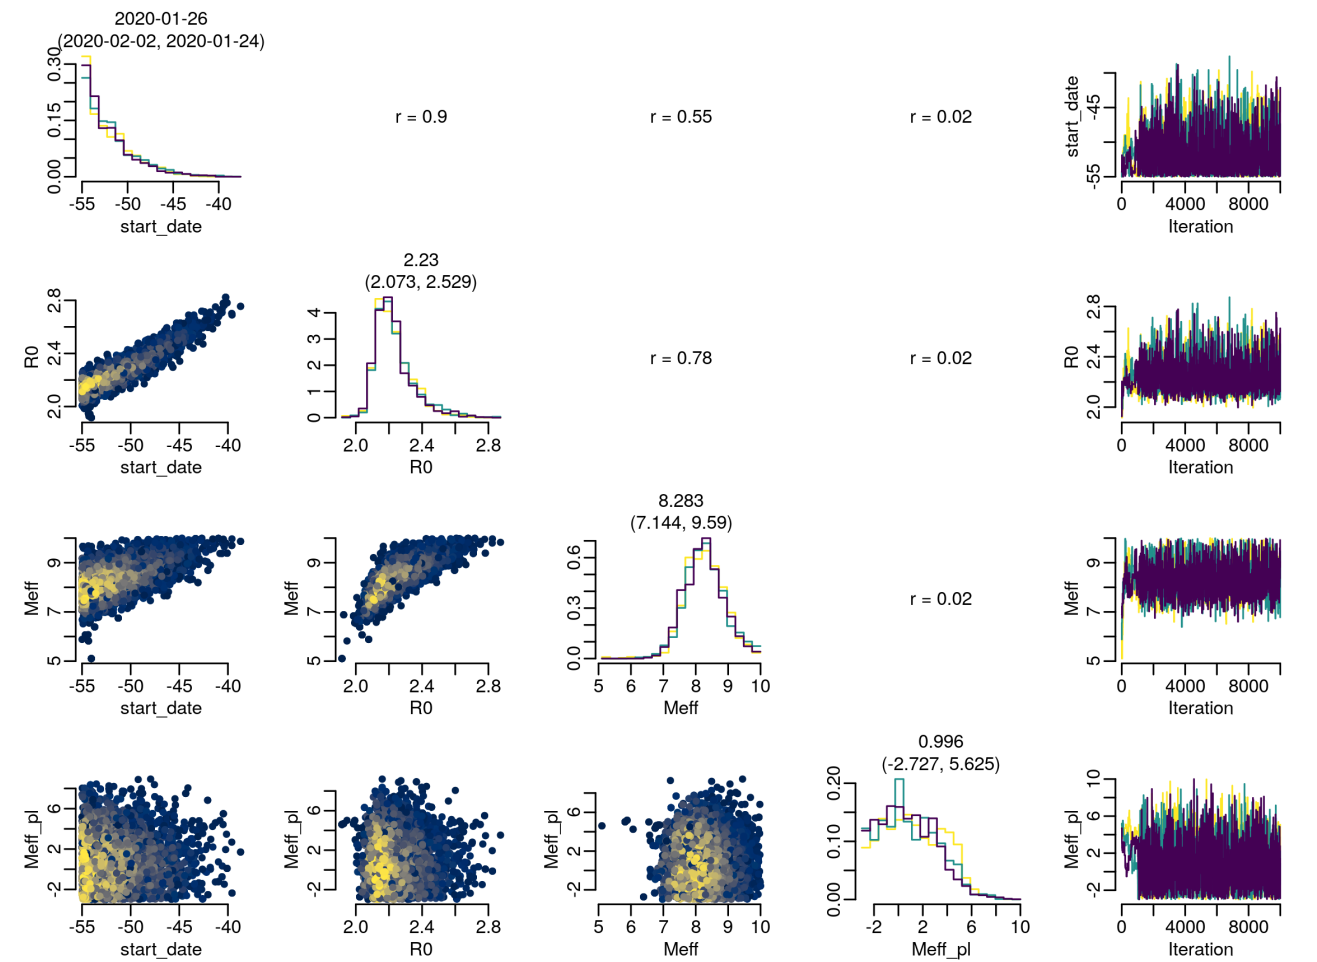 2020-01-26
(2020-02-02, 2020-01-24)
0.00 0.15 0.30
-55 -50 -45 -40
start_date
r = 0.9
r = 0.55
r = 0.02
start_date
-55 -45
0 4000 8000
Iteration
R0
2.0 2.4 2.8
-55 -50 -45 -40
start_date
2.23
(2.073, 2.529)
0 1 2 3 4
2.0 2.4 2.8
R0
r = 0.78
r = 0.02
R0
2.0 2.4 2.8
0 4000 8000
Iteration
Meff
5 7 9
-55 -50 -45 -40
start_date
Meff
5 7 9
2.0 2.4 2.8
R0
8.283
(7.144, 9.59)
0.0 0.3 0.6
5 6 7 8 9 10
Meff
r = 0.02
Meff
5 7 9
0 4000 8000
Iteration
Meff_pl
-2 2 6
-55 -50 -45 -40
start_date
Meff_pl
-2 2 6
2.0 2.4 2.8
R0
Meff_pl
-2 2 6
5 6 7 8 9 10
Meff
0.996
(-2.727, 5.625)
0.00 0.10 0.20
-2 2 6 10
Meff_pl
Meff_pl
-2 2 6 10
0 4000 8000
Iteration